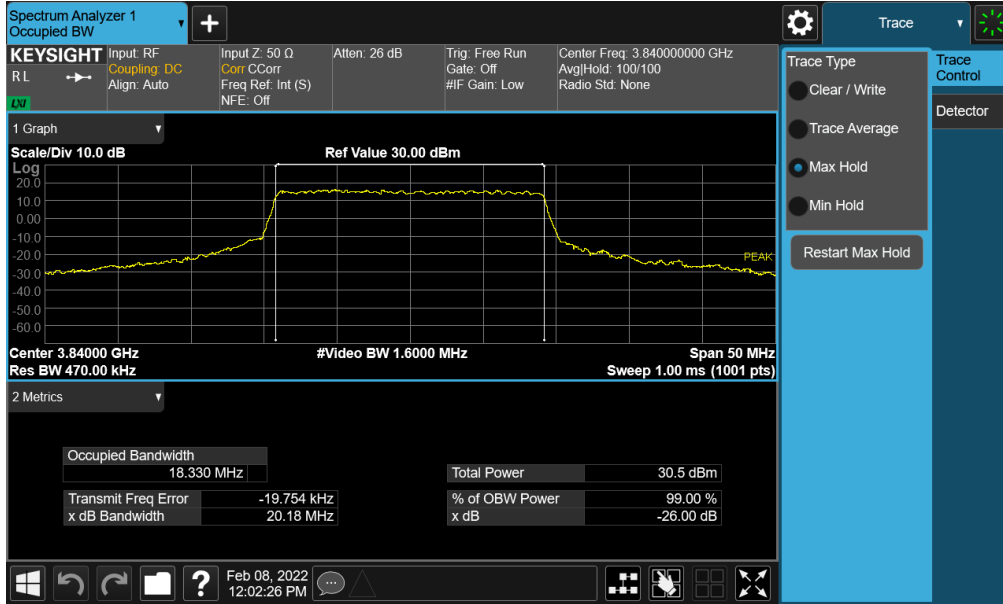 Spectrum Analyzer 1
Occupied BW
+
Trace
KEYSIGHT
R L
LXI
Input: RF
Coupling: DC
Align: Auto
Input Z: 50 Ω
Corr CCorr
Freq Ref: Int (S)
NFE: Off
Atten: 26 dB
Trig: Free Run
Gate: Off
#IF Gain: Low
Center Freq: 3.840000000 GHz
Avg|Hold: 100/100
Radio Std: None
Trace Type
Clear / Write
Trace Average
Max Hold
Min Hold
Restart Max Hold
Trace
Control
Detector
1 Graph
Scale/Div 10.0 dB
Ref Value 30.00 dBm
Log
20.0
10.0
0.00
-10.0
-20.0
-30.0
-40.0
-50.0
-60.0
PEAK
Center 3.84000 GHz
#Video BW 1.6000 MHz
Span 50 MHz
Res BW 470.00 kHz
Sweep 1.00 ms (1001 pts)
2 Metrics
Occupied Bandwidth
18.330 MHz
Total Power 30.5 dBm
Transmit Freq Error -19.754 kHz
% of OBW Power 99.00 %
x dB Bandwidth 20.18 MHz
x dB -26.00 dB
?
Feb 08, 2022
12:02:26 PM